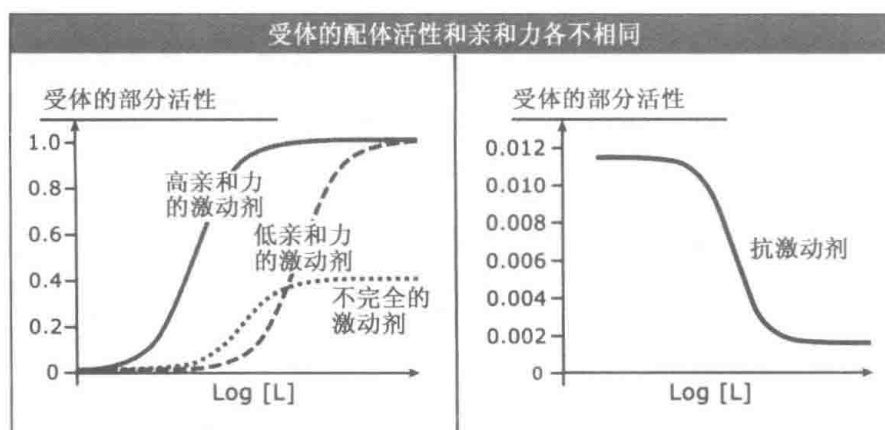 受体的配体活性和亲和力各不相同
受体的部分活性
1.0
0.8
0.6
0.4
0.2
0
高亲和力
的激动剂
低亲和力
的激动剂
不完全的
激动剂
Log [L]
受体的部分活性
0.012
0.010
0.008
0.006
0.004
0.002
0
抗激动剂
Log [L]